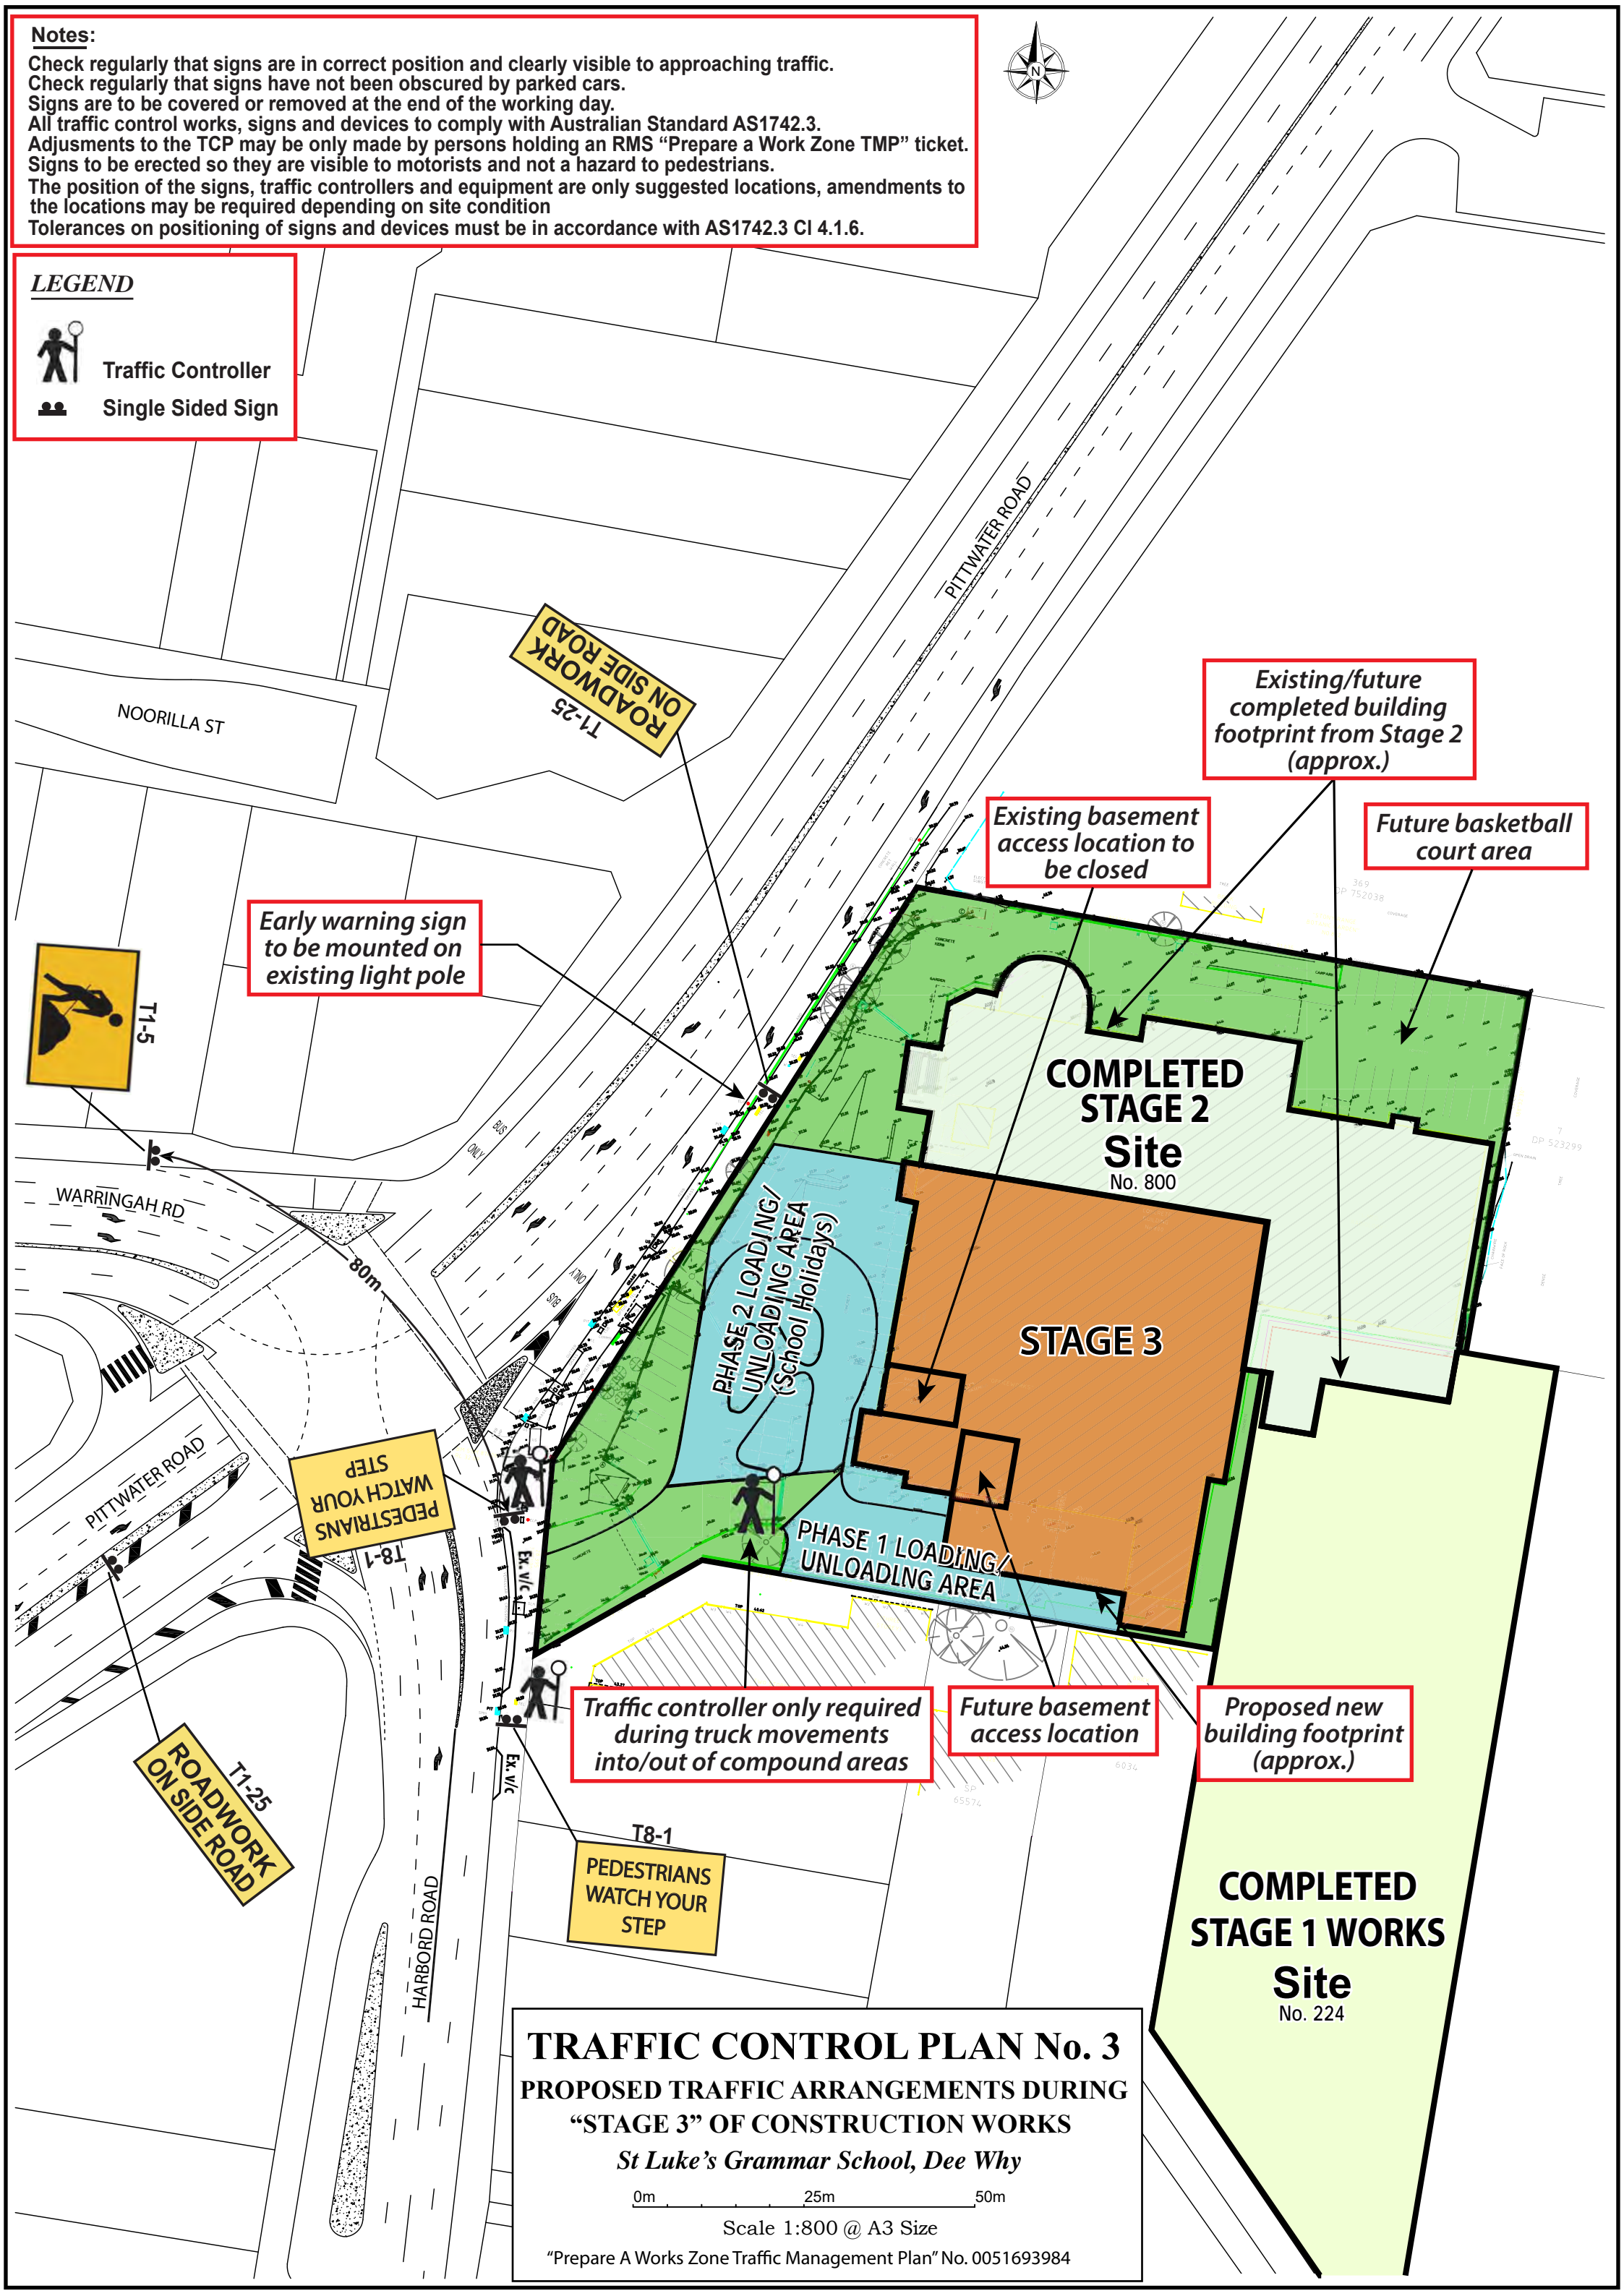 Notes:
Check regularly that signs are in correct position and clearly visible to approaching traffic.
Check regularly that signs have not been obscured by parked cars.
Signs are to be covered or removed at the end of the working day.
All traffic control works, signs and devices to comply with Australian Standard AS1742.3.
Adjusments to the TCP may be only made by persons holding an RMS “Prepare a Work Zone TMP” ticket.
Signs to be erected so they are visible to motorists and not a hazard to pedestrians.
The position of the signs, traffic controllers and equipment are only suggested locations, amendments to
the locations may be required depending on site condition
Tolerances on positioning of signs and devices must be in accordance with AS1742.3 Cl 4.1.6.
N
LEGEND
Traffic Controller
Single Sided Sign
PITTWATER ROAD
ROADWORK
ON SIDE ROAD
T1-25
NOORILLA ST
Existing/future
completed building
footprint from Stage 2
(approx.)
Existing basement
access location to
be closed
Future basketball
court area
369
DP 752038
Early warning sign
to be mounted on
existing light pole
T1-5
COMPLETED
STAGE 2
Site
No. 800
7
DP 523299
BUS
ONLY
WARRINGAH RD
80m
BUS
ONLY
PHASE 2 LOADING/
UNLOADING AREA
(School Holidays)
STAGE 3
PITTWATER ROAD
PEDESTRIANS
WATCH YOUR
STEP
T8-1
Ex. v/c
PHASE 1 LOADING/
UNLOADING AREA
Traffic controller only required
during truck movements
into/out of compound areas
Future basement
access location
Proposed new
building footprint
(approx.)
Ex. v/c
6034
SP
65574
T1-25
ROADWORK
ON SIDE ROAD
T8-1
PEDESTRIANS
WATCH YOUR
STEP
HARBORD ROAD
COMPLETED
STAGE 1 WORKS
Site
No. 224
TRAFFIC CONTROL PLAN No. 3
PROPOSED TRAFFIC ARRANGEMENTS DURING
“STAGE 3” OF CONSTRUCTION WORKS
St Luke’s Grammar School, Dee Why
0m 25m 50m
Scale 1:800 @ A3 Size
“Prepare A Works Zone Traffic Management Plan” No. 0051693984